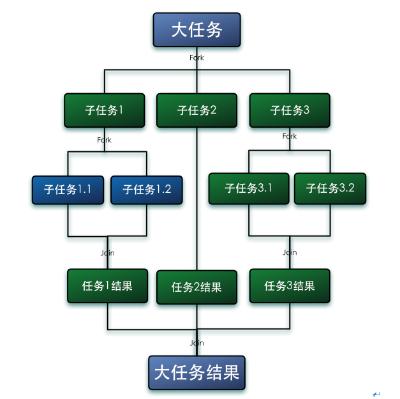 大任务
Fork
子任务1 子任务2 子任务3
Fork Fork
子任务1.1 子任务1.2 子任务3.1 子任务3.2
Join Join
任务1结果 任务2结果 任务3结果
Join
大任务结果